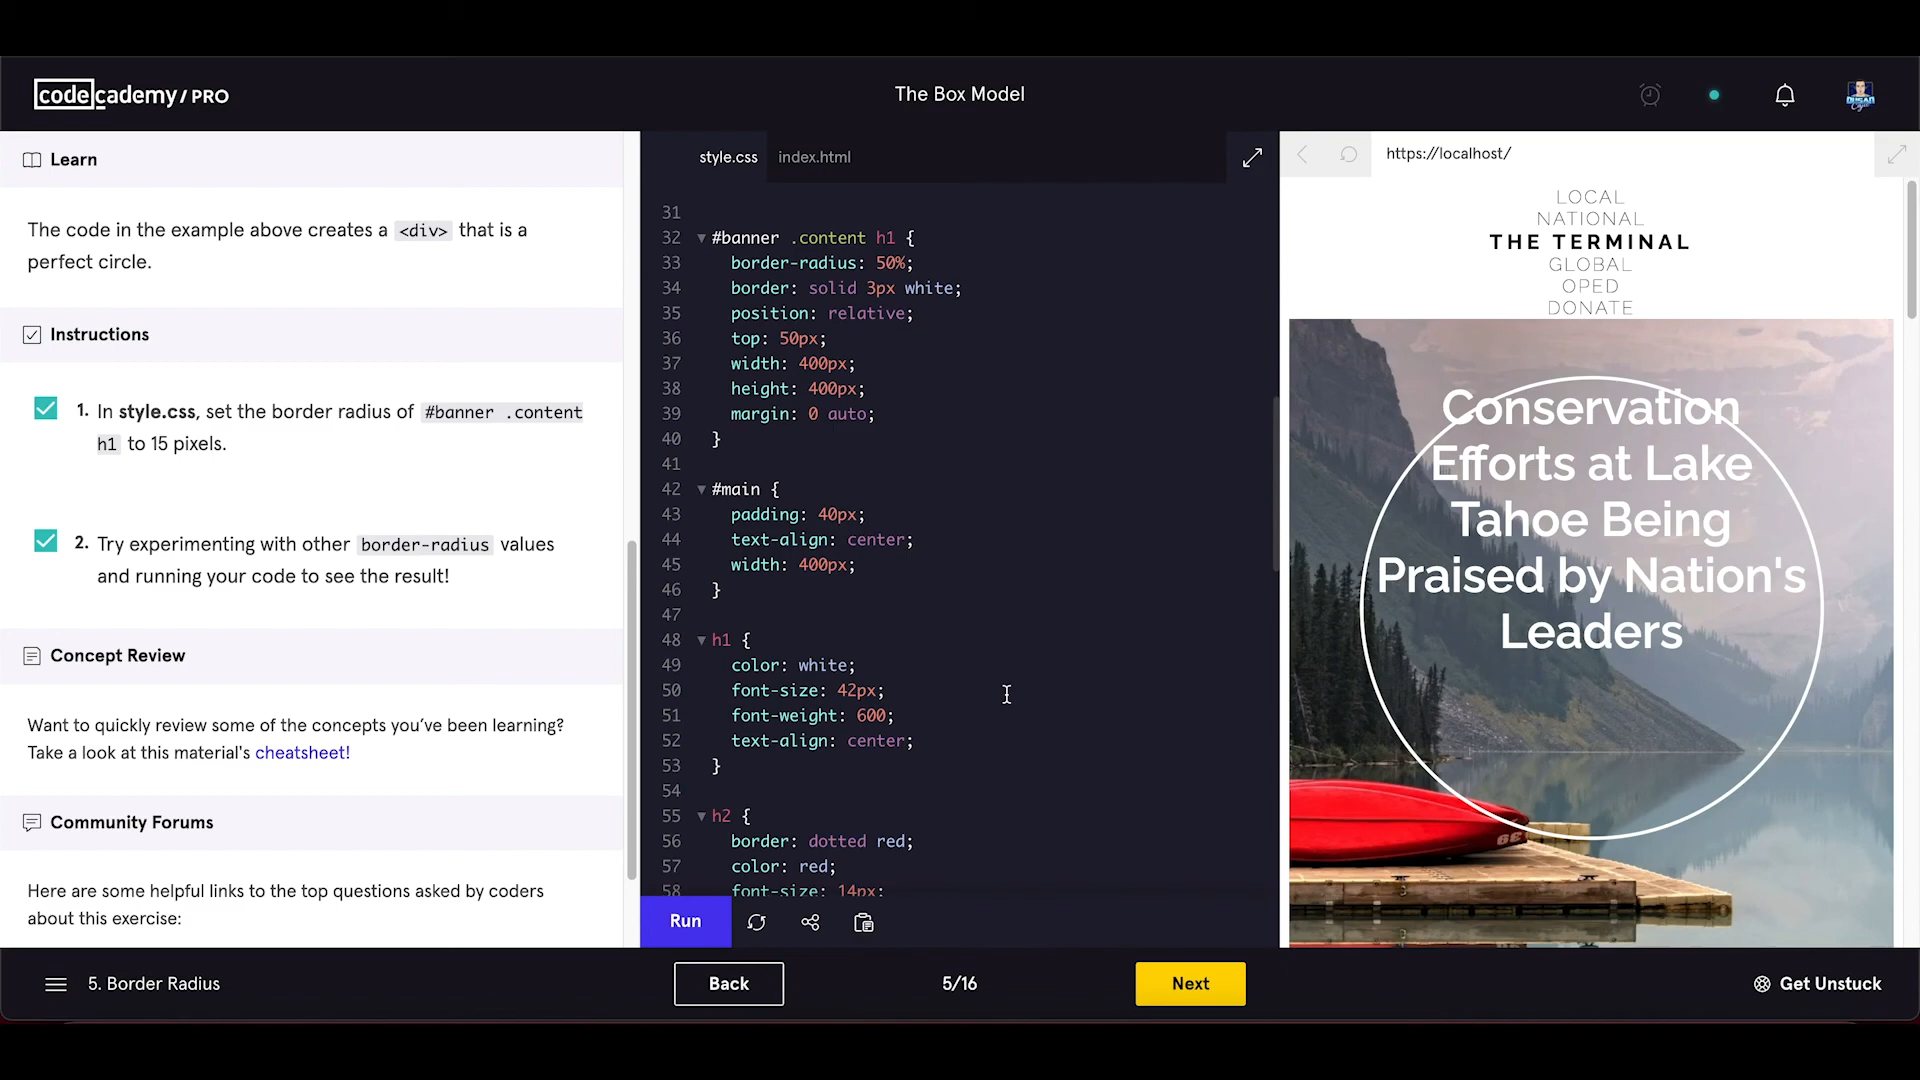 codecademy / PRO
The Box Model
Learn
The code in the example above creates a <div> that is a
perfect circle.
Instructions
1. In style.css, set the border radius of #banner .content
h1 to 15 pixels.
2. Try experimenting with other border-radius values
and running your code to see the result!
Concept Review
Want to quickly review some of the concepts you’ve been learning?
Take a look at this material's cheatsheet!
Community Forums
Here are some helpful links to the top questions asked by coders
about this exercise:
style.css index.html
31
32 #banner .content h1 {
33 border-radius: 50%;
34 border: solid 3px white;
35 position: relative;
36 top: 50px;
37 width: 400px;
38 height: 400px;
39 margin: 0 auto;
40 }
41
42 #main {
43 padding: 40px;
44 text-align: center;
45 width: 400px;
46 }
47
48 h1 {
49 color: white;
50 font-size: 42px;
51 font-weight: 600;
52 text-align: center;
53 }
54
55 h2 {
56 border: dotted red;
57 color: red;
58 font-size: 14px;
Run
https://localhost/
LOCAL
NATIONAL
THE TERMINAL
GLOBAL
OPED
DONATE
Conservation
Efforts at Lake
Tahoe Being
Praised by Nation's
Leaders
5. Border Radius
Back
5/16
Next
Get Unstuck